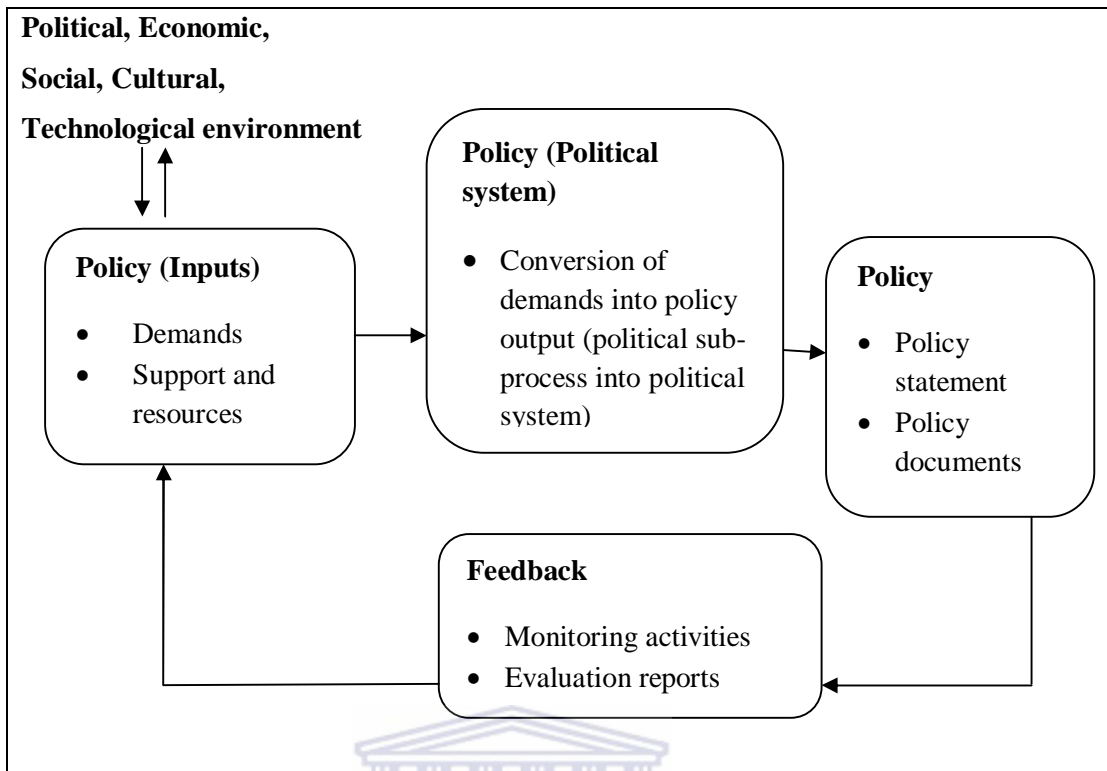 Political, Economic,
Social, Cultural,
Technological environment
Policy (Inputs)
• Demands
• Support and
resources
Policy (Political
system)
• Conversion of
demands into policy
output (political sub-
process into political
system)
Policy
• Policy
statement
• Policy
documents
Feedback
• Monitoring activities
• Evaluation reports